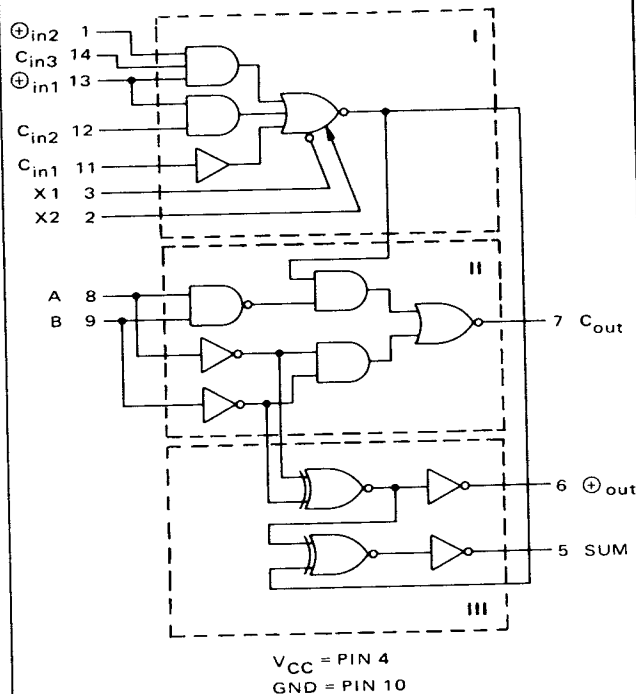 ⊕in2 1
I
Cin3 14
⊕in1 13
Cin2 12
Cin1 11
X1 3
X2 2
II
A 8
B 9
7 Cout
6 ⊕out
5 SUM
III
VCC = PIN 4
GND = PIN 10